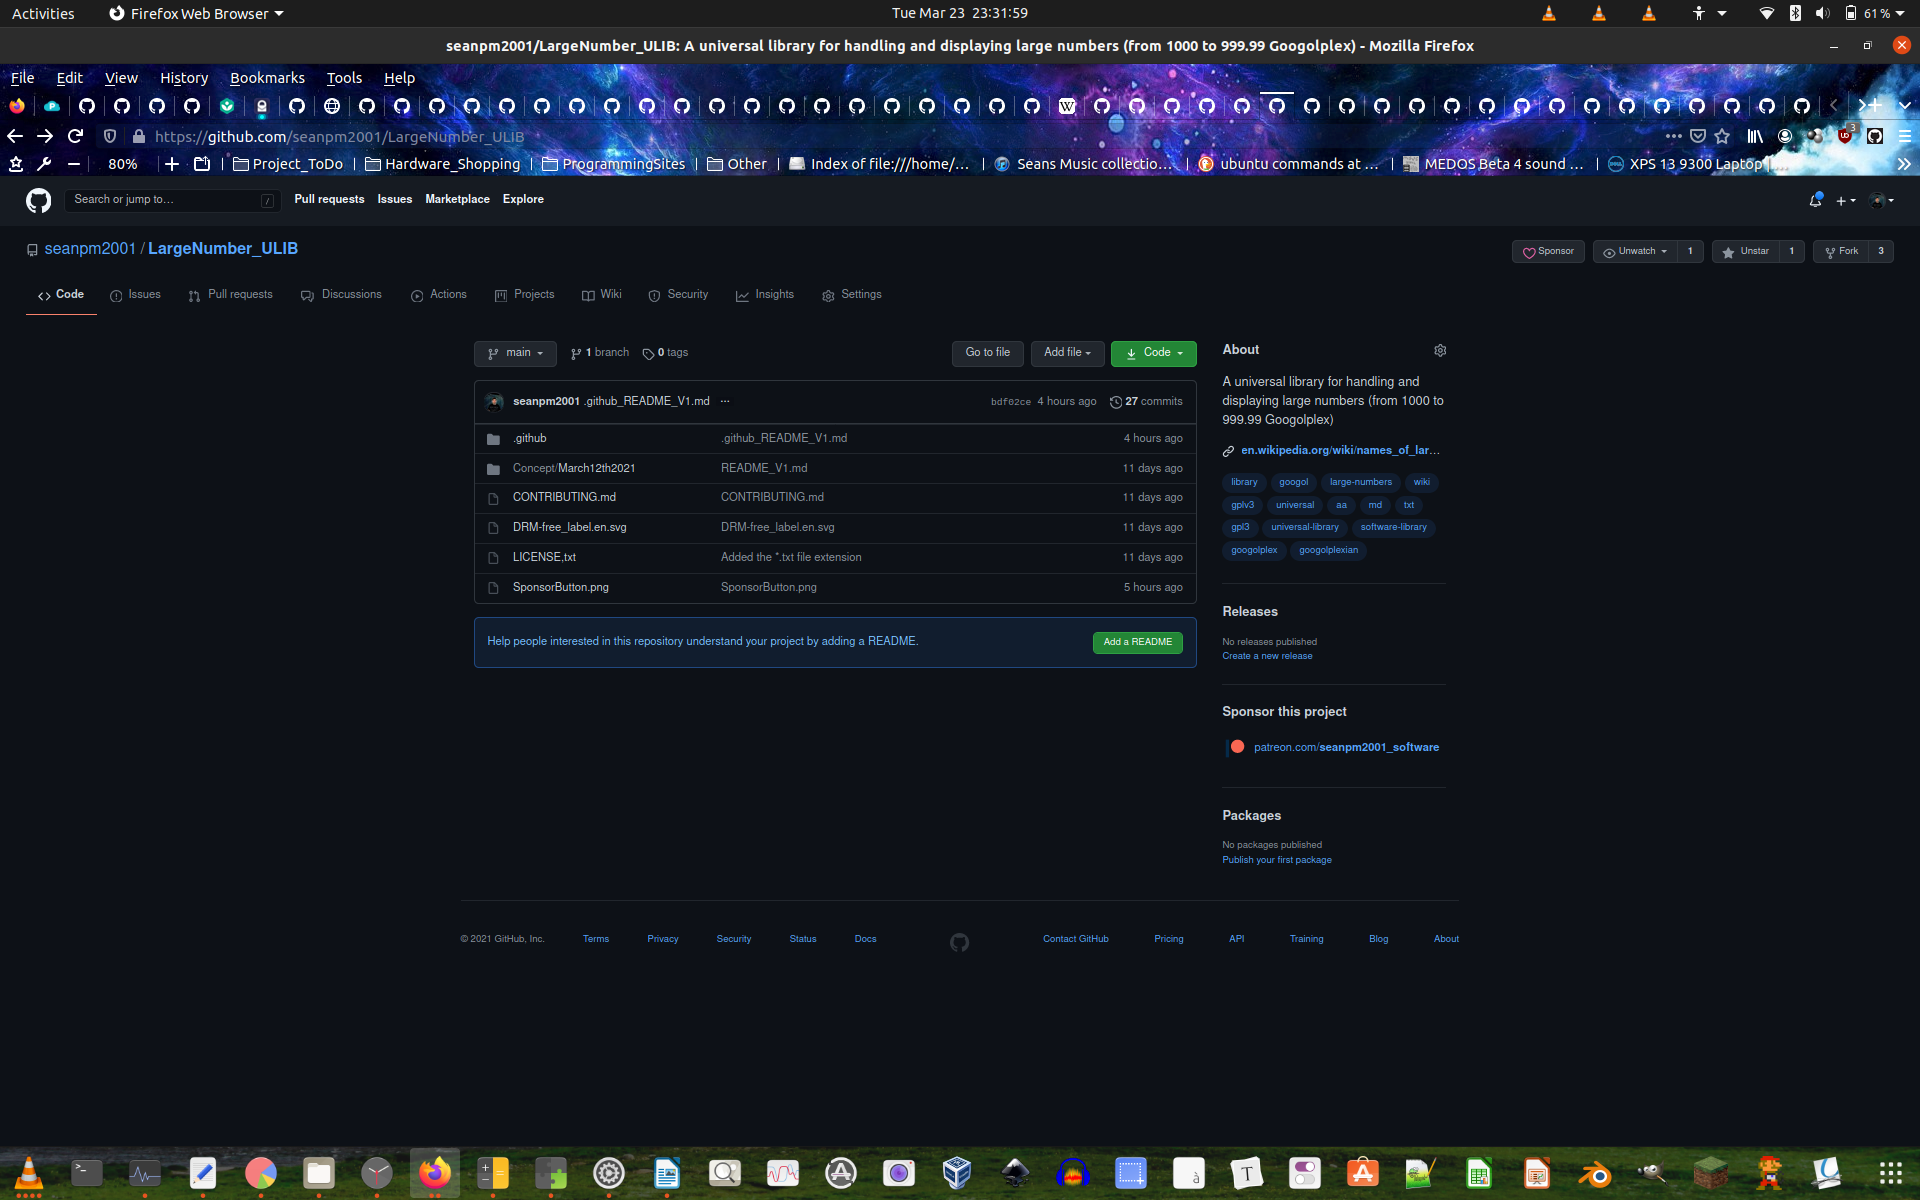 Activities Firefox Web Browser Tue Mar 23 23:31:59 61 %
seanpm2001/LargeNumber_ULIB: A universal library for handling and displaying large numbers (from 1000 to 999.99 Googolplex) - Mozilla Firefox
File Edit View History Bookmarks Tools Help
https://github.com/seanpm2001/LargeNumber_ULIB 3
80% Project_ToDo Hardware_Shopping ProgrammingSites Other Index of file:///home/... Seans Music collectio... ubuntu commands at ... MEDOS Beta 4 sound ... XPS 13 9300 Laptop |...
Search or jump to... / Pull requests Issues Marketplace Explore
seanpm2001 / LargeNumber_ULIB Sponsor Unwatch 1 Unstar 1 Fork 3
Code Issues Pull requests Discussions Actions Projects Wiki Security Insights Settings
main 1 branch 0 tags Go to file Add file Code
seanpm2001 .github_README_V1.md ... bdf02ce 4 hours ago 27 commits
.github .github_README_V1.md 4 hours ago
Concept/March12th2021 README_V1.md 11 days ago
CONTRIBUTING.md CONTRIBUTING.md 11 days ago
DRM-free_label.en.svg DRM-free_label.en.svg 11 days ago
LICENSE,txt Added the *.txt file extension 11 days ago
SponsorButton.png SponsorButton.png 5 hours ago
Help people interested in this repository understand your project by adding a README. Add a README
About
A universal library for handling and
displaying large numbers (from 1000 to
999.99 Googolplex)
en.wikipedia.org/wiki/names_of_lar...
library googol large-numbers wiki
gplv3 universal aa md txt
gpl3 universal-library software-library
googolplex googolplexian
Releases
No releases published
Create a new release
Sponsor this project
patreon.com/seanpm2001_software
Packages
No packages published
Publish your first package
© 2021 GitHub, Inc. Terms Privacy Security Status Docs Contact GitHub Pricing API Training Blog About